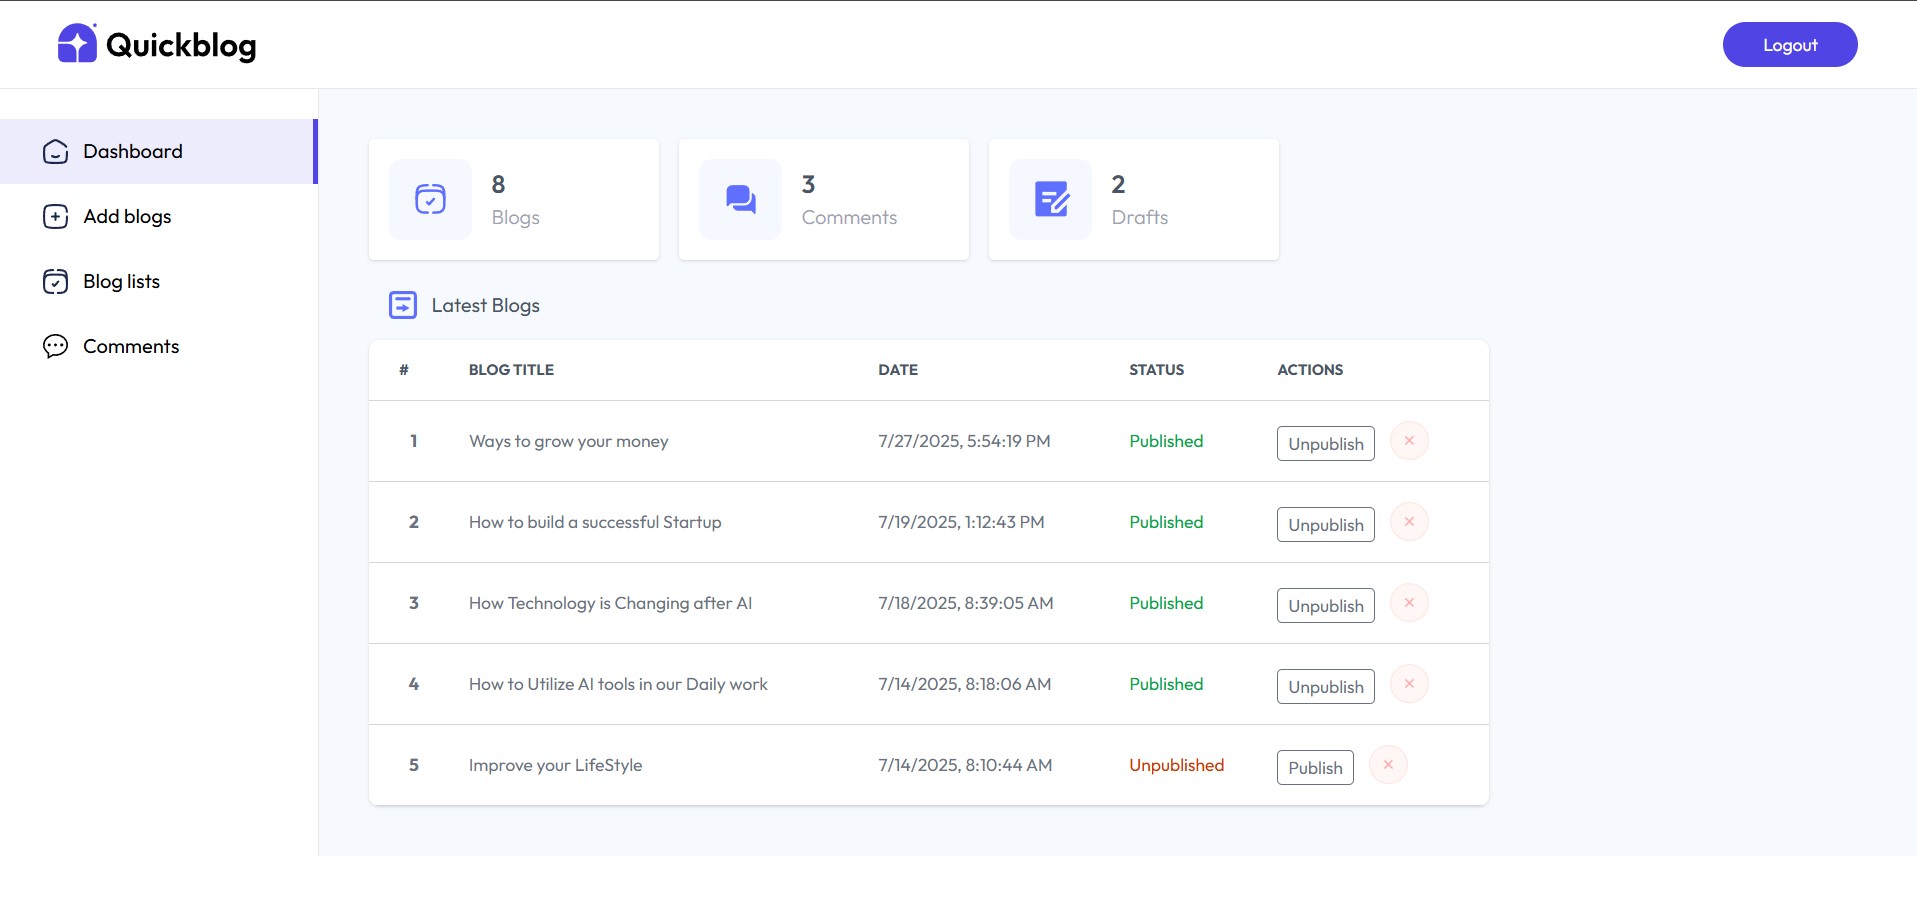 Quickblog
Logout
Dashboard
Add blogs
Blog lists
Comments
8
Blogs
3
Comments
2
Drafts
Latest Blogs
# BLOG TITLE DATE STATUS ACTIONS
1 Ways to grow your money 7/27/2025, 5:54:19 PM Published Unpublish ×
2 How to build a successful Startup 7/19/2025, 1:12:43 PM Published Unpublish ×
3 How Technology is Changing after AI 7/18/2025, 8:39:05 AM Published Unpublish ×
4 How to Utilize AI tools in our Daily work 7/14/2025, 8:18:06 AM Published Unpublish ×
5 Improve your LifeStyle 7/14/2025, 8:10:44 AM Unpublished Publish ×